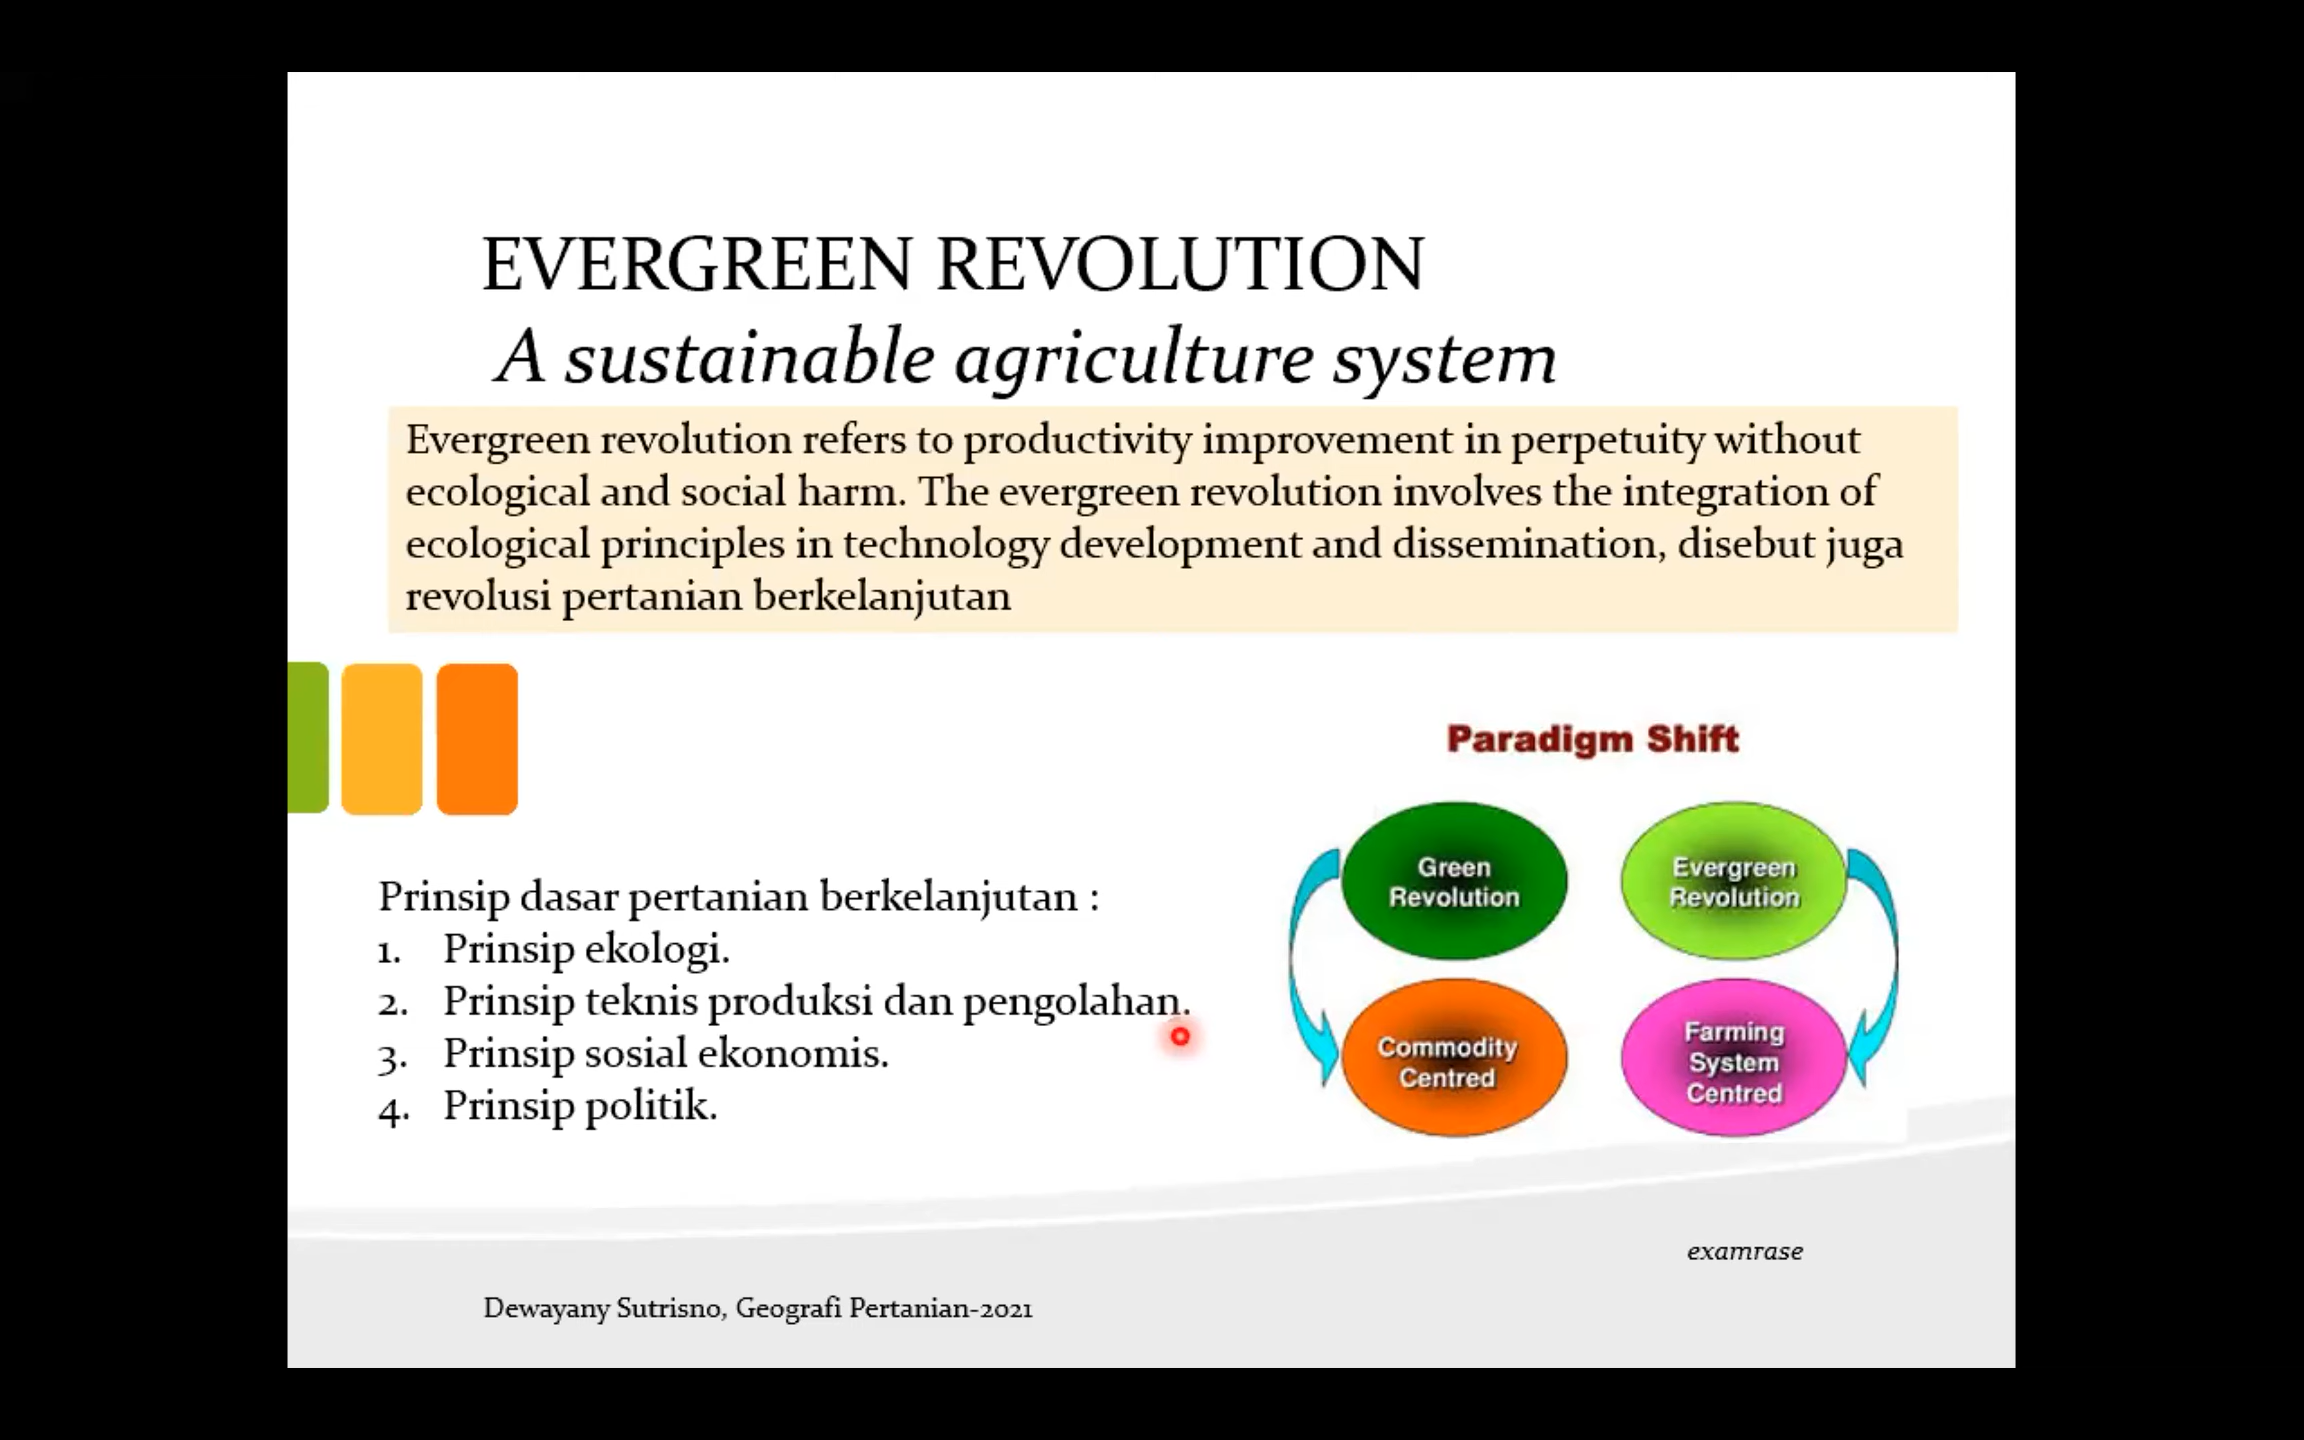 EVERGREEN REVOLUTION
A sustainable agriculture system
Evergreen revolution refers to productivity improvement in perpetuity without
ecological and social harm. The evergreen revolution involves the integration of
ecological principles in technology development and dissemination, disebut juga
revolusi pertanian berkelanjutan
Prinsip dasar pertanian berkelanjutan :
1. Prinsip ekologi.
2. Prinsip teknis produksi dan pengolahan.
3. Prinsip sosial ekonomis.
4. Prinsip politik.
Paradigm Shift
Green
Revolution
Evergreen
Revolution
Commodity
Centred
Farming
System
Centred
examrase
Dewayany Sutrisno, Geografi Pertanian-2021